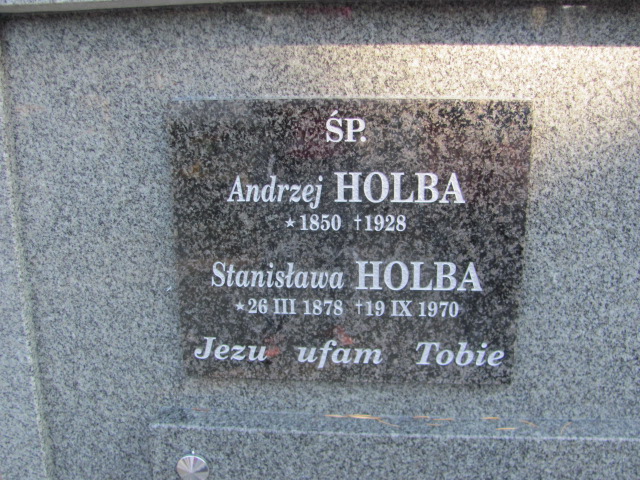 ŚP.
Andrzej HOLBA
*1850 †1928
Stanisława HOLBA
*26 III 1878 †19 IX 1970
Jezu ufam Tobie